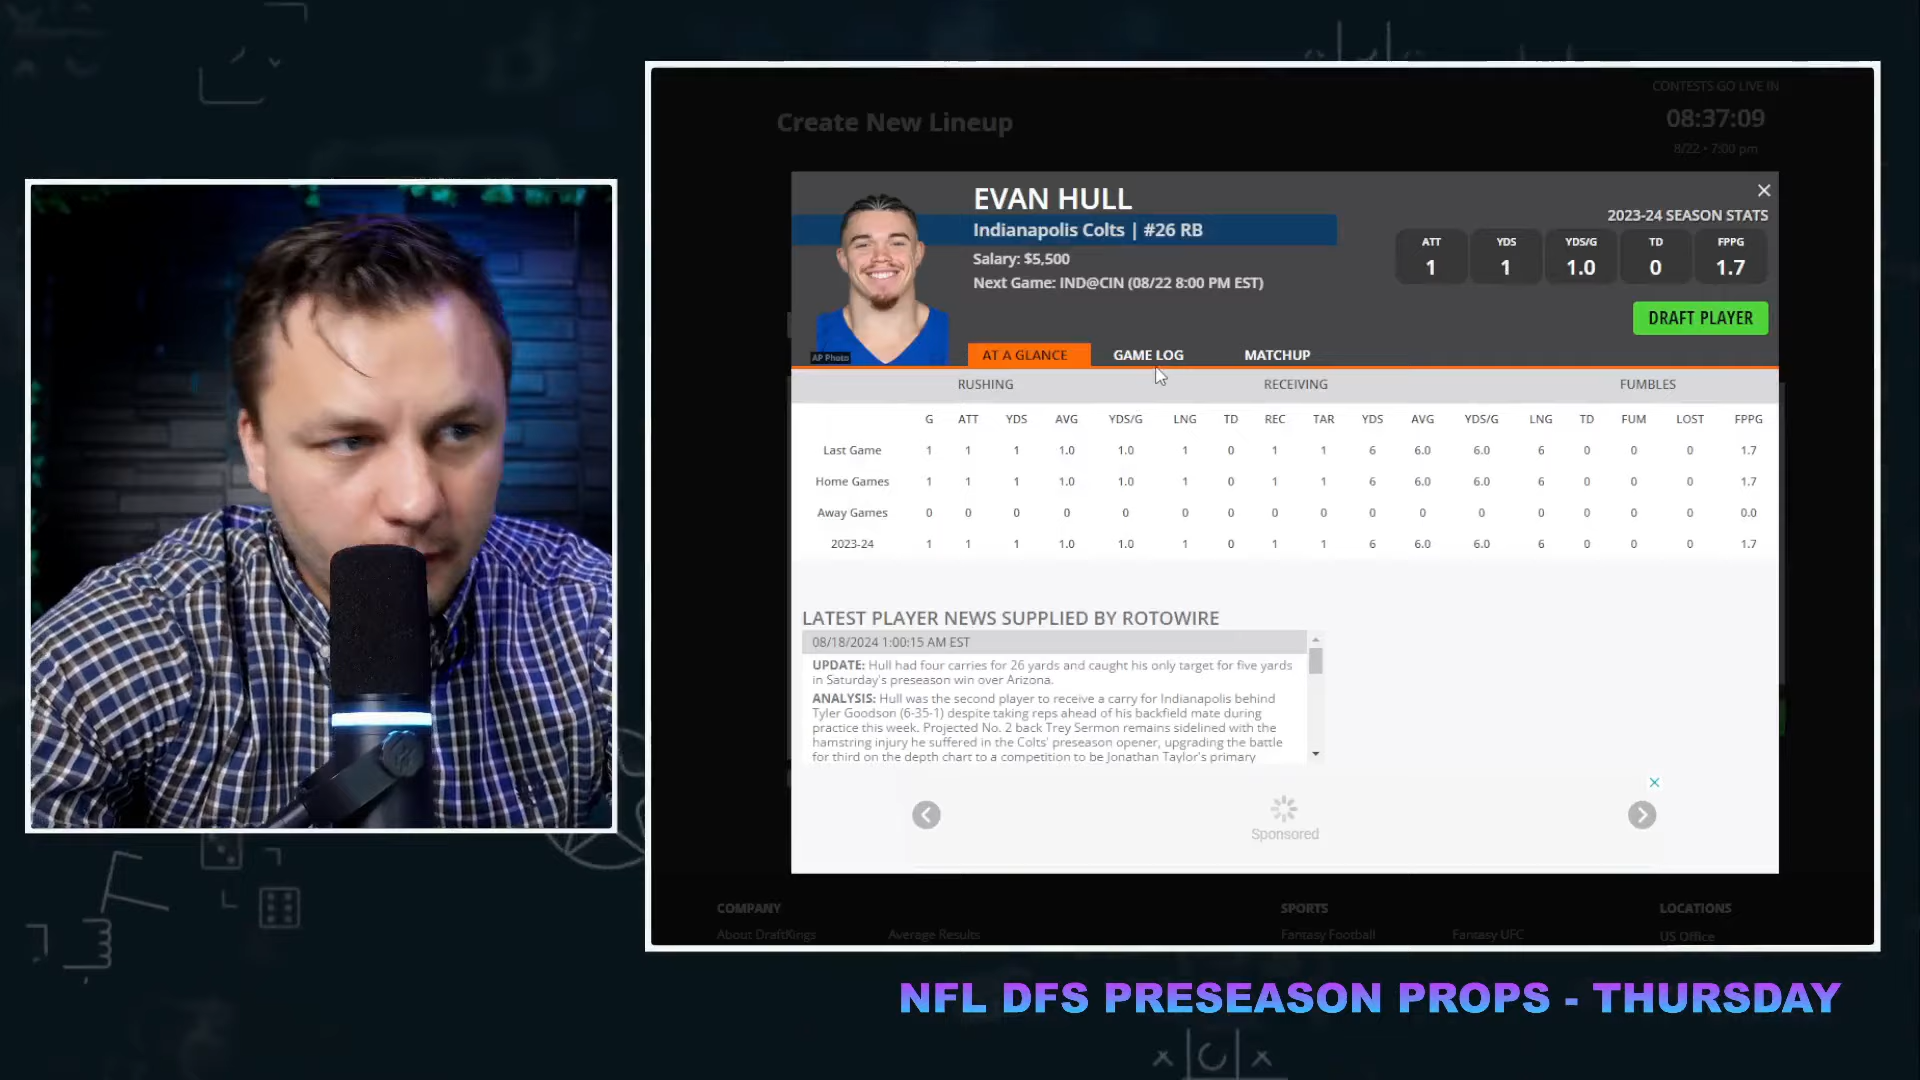 CONTESTS GO LIVE IN
Create New Lineup
08:37:09
8/22 • 7:00 pm
EVAN HULL
Indianapolis Colts | #26 RB
Salary: $5,500
Next Game: IND@CIN (08/22 8:00 PM EST)
2023-24 SEASON STATS
ATT YDS YDS/G TD FPPG
1 1 1.0 0 1.7
DRAFT PLAYER
AP Photo
AT A GLANCE GAME LOG MATCHUP
RUSHING RECEIVING FUMBLES
G ATT YDS AVG YDS/G LNG TD REC TAR YDS AVG YDS/G LNG TD FUM LOST FPPG
Last Game 1 1 1 1.0 1.0 1 0 1 1 6 6.0 6.0 6 0 0 0 1.7
Home Games 1 1 1 1.0 1.0 1 0 1 1 6 6.0 6.0 6 0 0 0 1.7
Away Games 0 0 0 0 0 0 0 0 0 0 0 0 0 0 0 0 0.0
2023-24 1 1 1 1.0 1.0 1 0 1 1 6 6.0 6.0 6 0 0 0 1.7
LATEST PLAYER NEWS SUPPLIED BY ROTOWIRE
08/18/2024 1:00:15 AM EST
UPDATE: Hull had four carries for 26 yards and caught his only target for five yards
in Saturday's preseason win over Arizona.
ANALYSIS: Hull was the second player to receive a carry for Indianapolis behind
Tyler Goodson (6-35-1) despite taking reps ahead of his backfield mate during
practice this week. Projected No. 2 back Trey Sermon remains sidelined with the
hamstring injury he suffered in the Colts' preseason opener, upgrading the battle
for third on the depth chart to a competition to be Jonathan Taylor's primary
Sponsored
COMPANY SPORTS LOCATIONS
About DraftKings Average Results Fantasy Football Fantasy UFC US Office
NFL DFS PRESEASON PROPS - THURSDAY